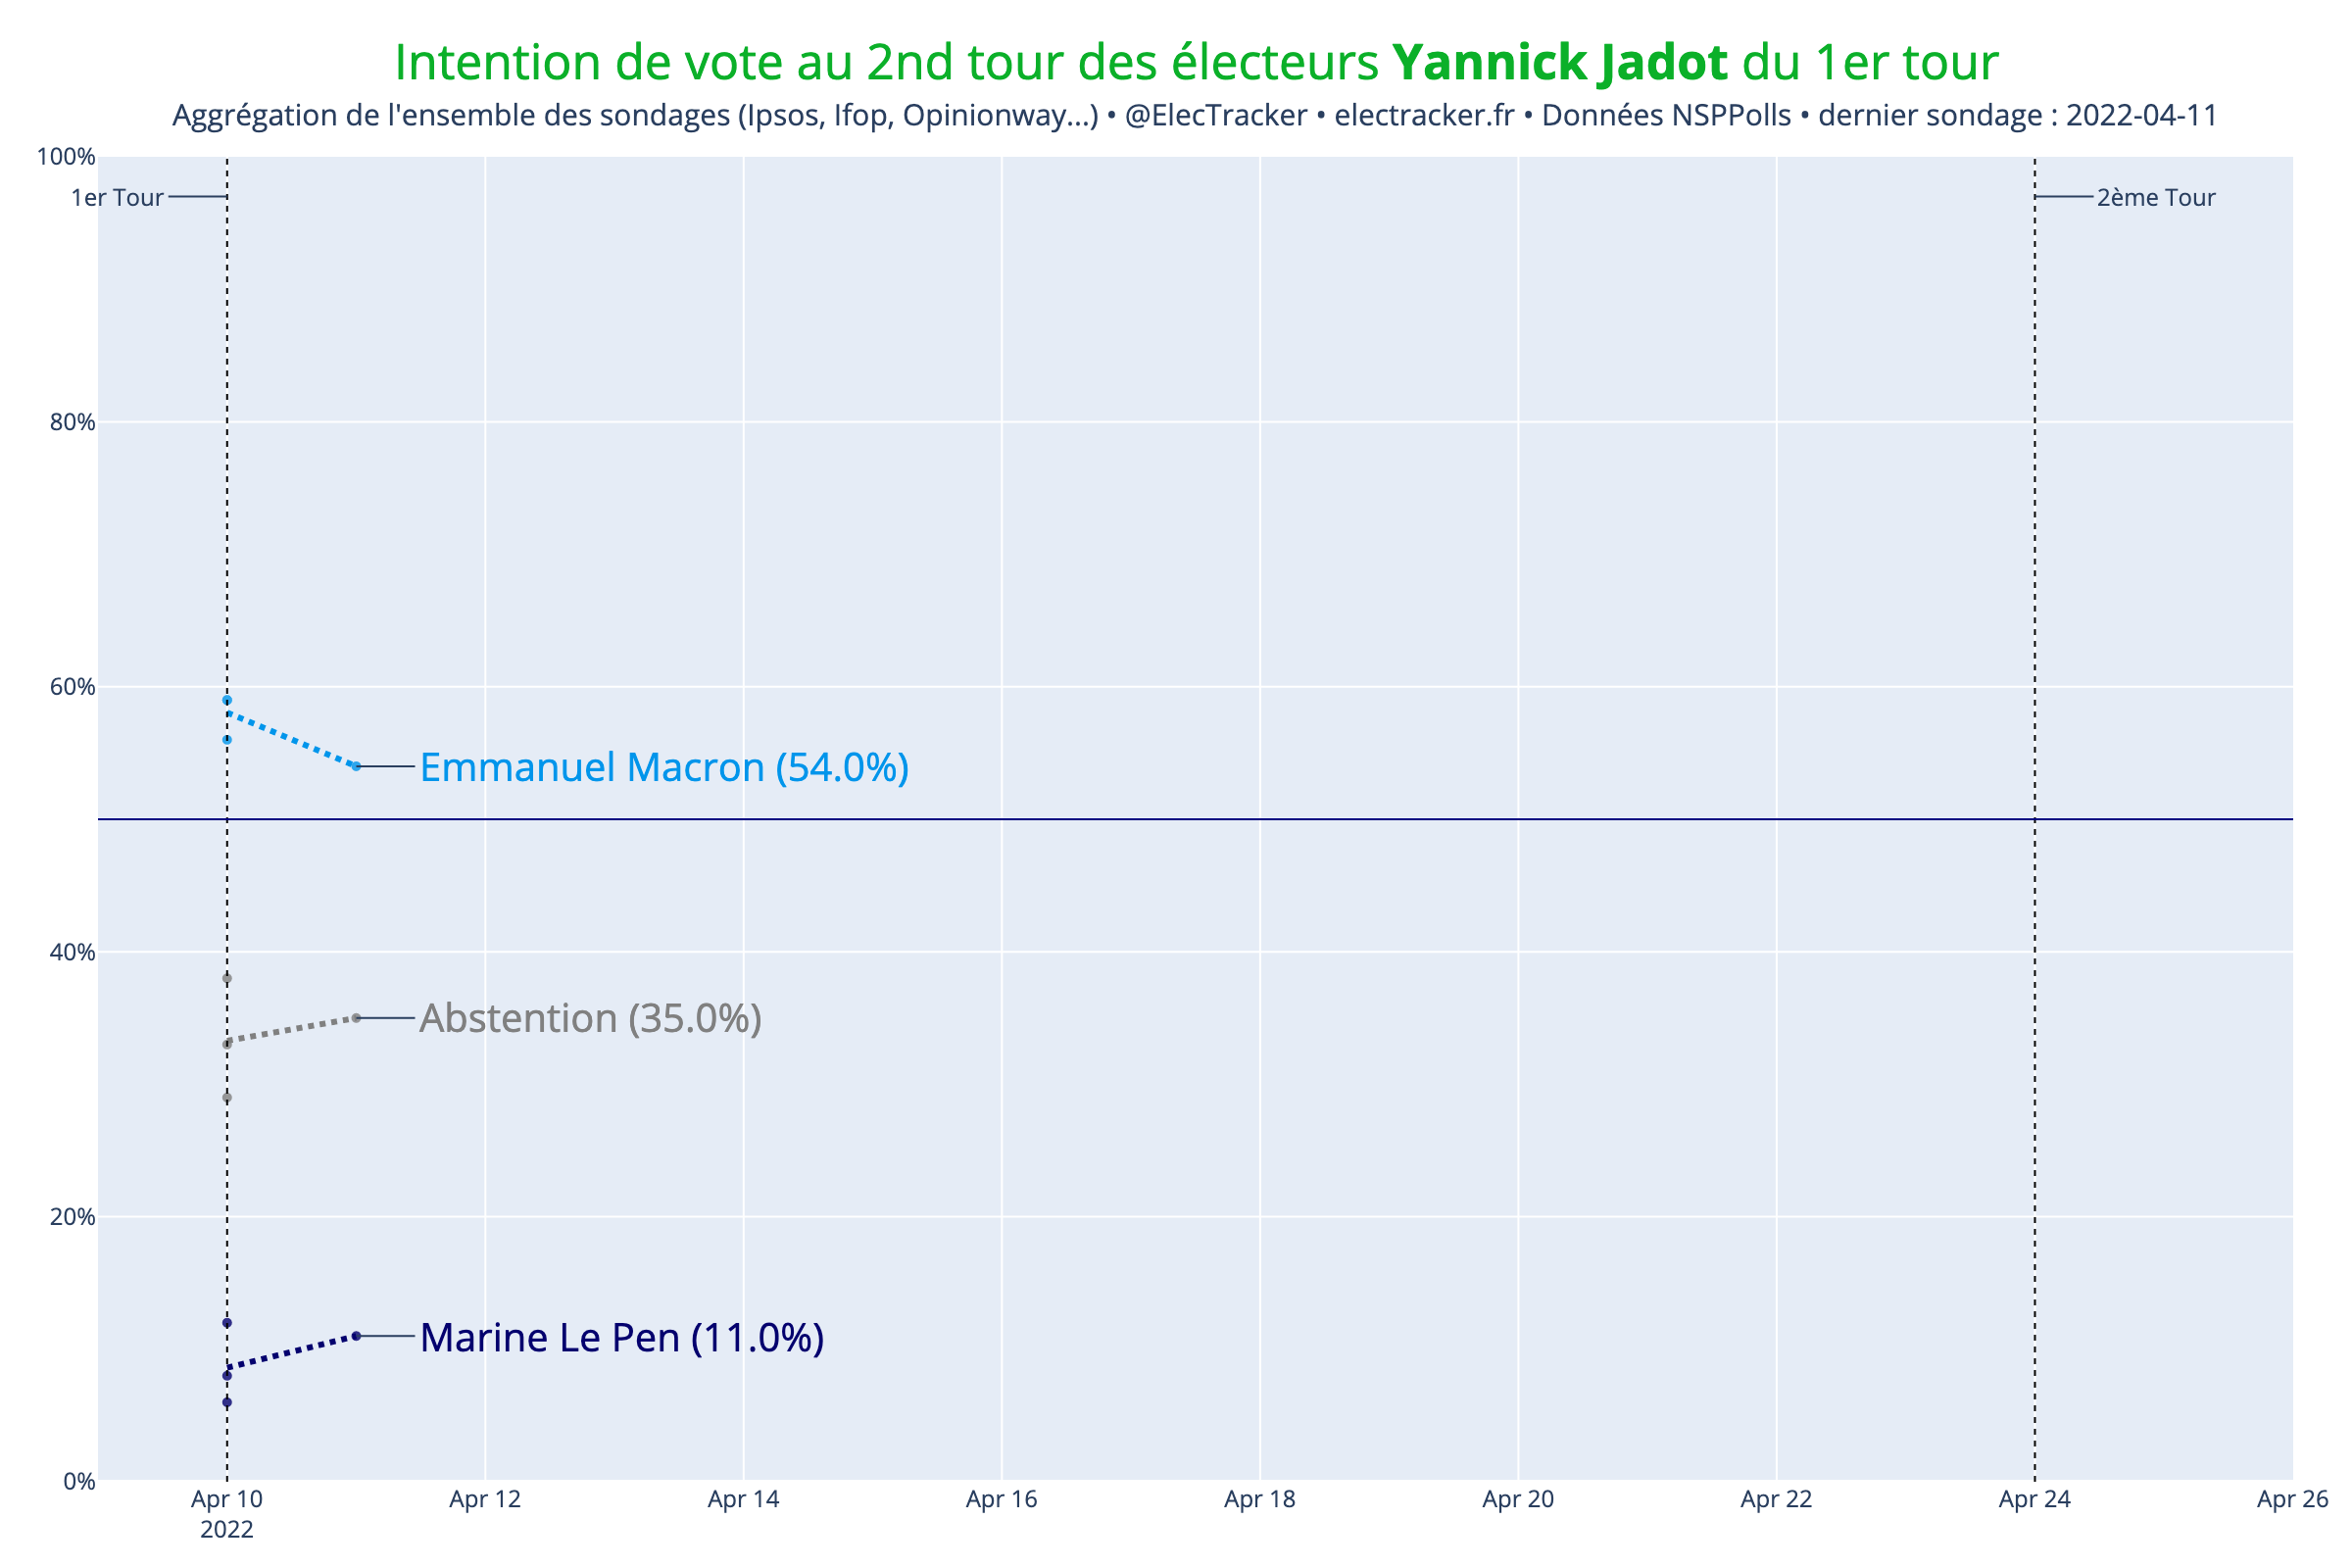 Intention de vote au 2nd tour des électeurs Yannick Jadot du 1er tour
Aggrégation de l'ensemble des sondages (Ipsos, Ifop, Opinionway...) • @ElecTracker • electracker.fr • Données NSPPolls • dernier sondage : 2022-04-11
100%
1er Tour
2ème Tour
80%
60%
Emmanuel Macron (54.0%)
40%
Abstention (35.0%)
20%
Marine Le Pen (11.0%)
0%
Apr 10 Apr 12 Apr 14 Apr 16 Apr 18 Apr 20 Apr 22 Apr 24 Apr 26
2022